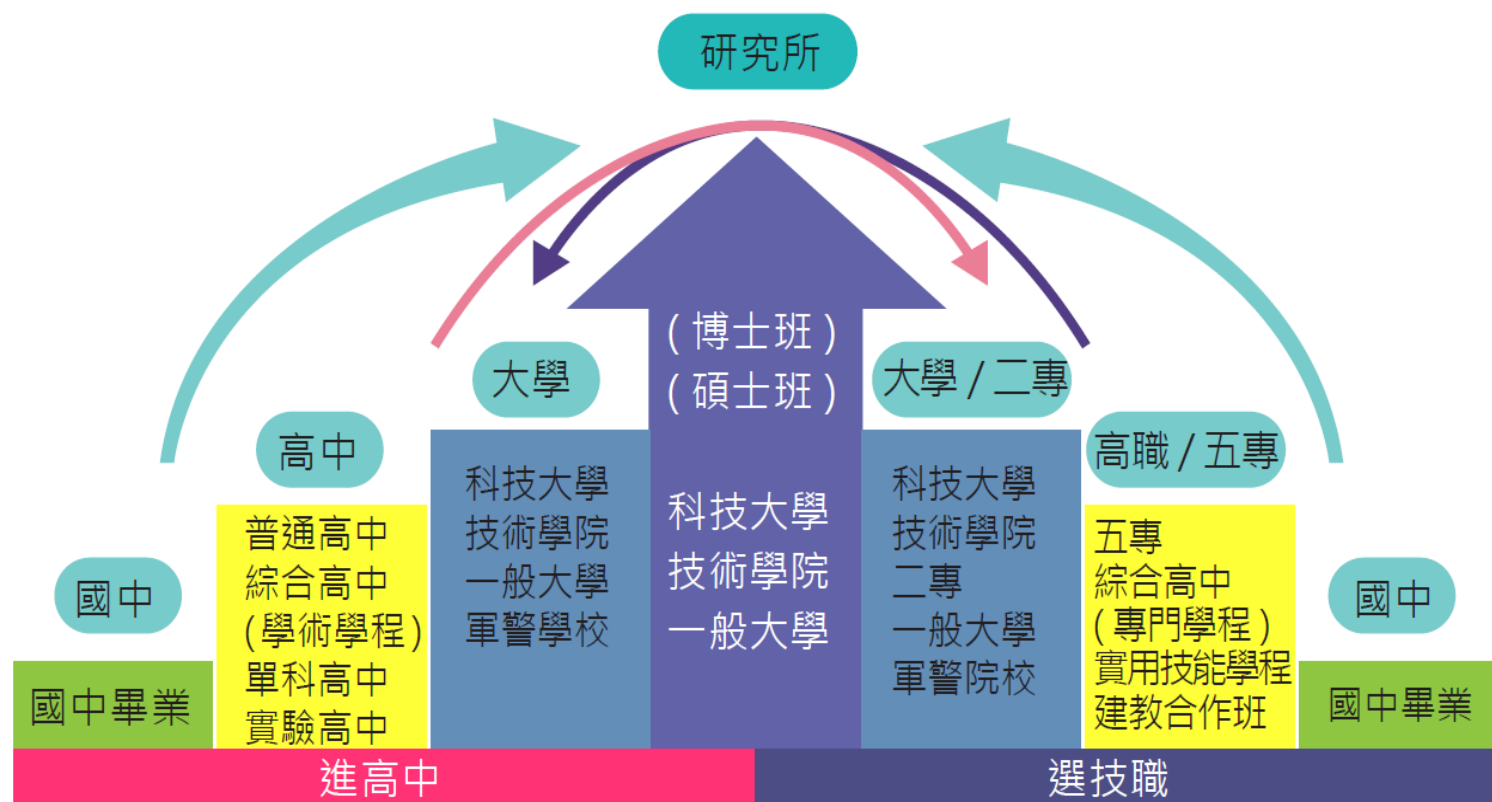 研究所
大學
(博士班)
(碩士班)
大學/二專
高中
高職/五專
國中
國中
科技大學
技術學院
一般大學
軍警學校
科技大學
技術學院
一般大學
科技大學
技術學院
二專
一般大學
軍警院校
普通高中
綜合高中
(學術學程)
單科高中
實驗高中
五專
綜合高中
(專門學程)
實用技能學程
建教合作班
國中畢業
國中畢業
進高中
選技職